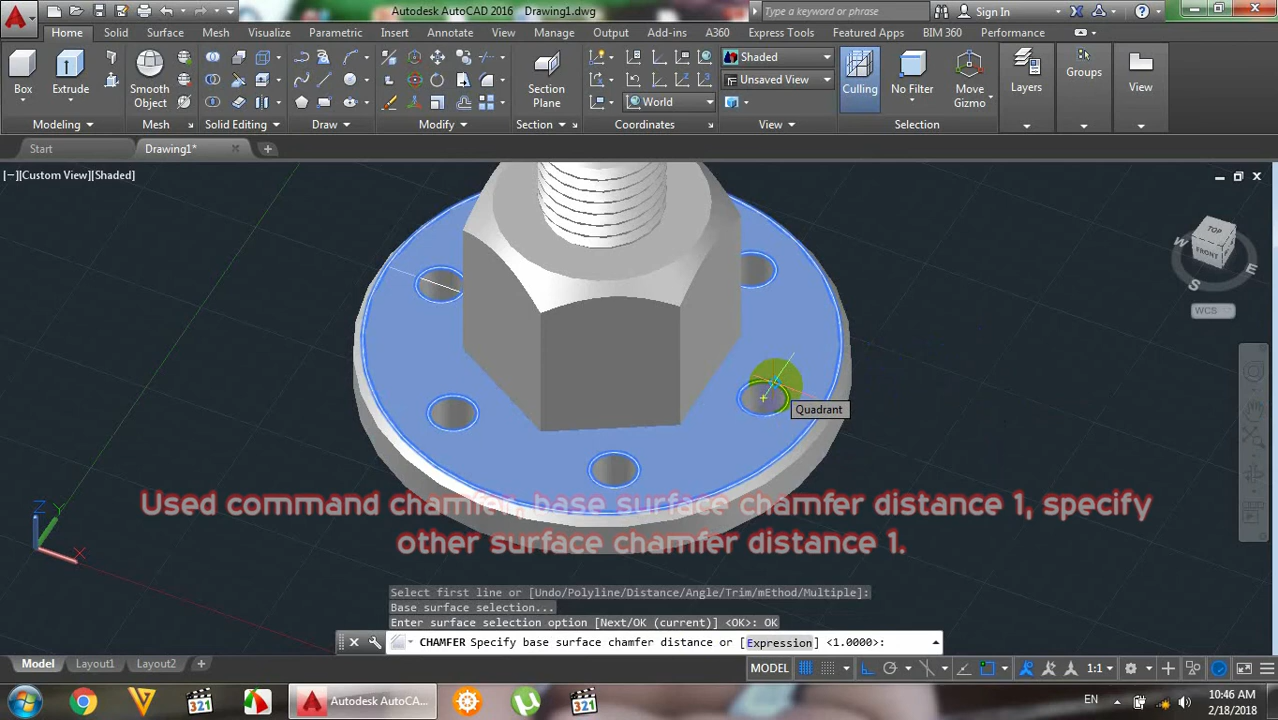 Autodesk AutoCAD 2016 Drawing1.dwg
Type a keyword or phrase
Sign In
Home Solid Surface Mesh Visualize Parametric Insert Annotate View Manage Output Add-ins A360 Express Tools Featured Apps BIM 360 Performance
Box
Extrude
Smooth Object
Section Plane
World
Shaded
Unsaved View
Culling
No Filter
Move Gizmo
Layers
Groups
View
Modeling
Mesh
Solid Editing
Draw
Modify
Section
Coordinates
View
Selection
Start
Drawing1*
[−][Custom View][Shaded]
TOP
FRONT
W
S
E
WCS
Quadrant
Z
Y
X
Used command chamfer, base surface chamfer distance 1, specify
other surface chamfer distance 1.
Select first line or [Undo/Polyline/Distance/Angle/Trim/mEthod/Multiple]:
Base surface selection...
Enter surface selection option [Next/OK (current)] <OK>: OK
CHAMFER Specify base surface chamfer distance or [Expression] <1.0000>:
Model Layout1 Layout2
MODEL
1:1
321
Autodesk AutoCAD...
321
EN
10:46 AM
2/18/2018